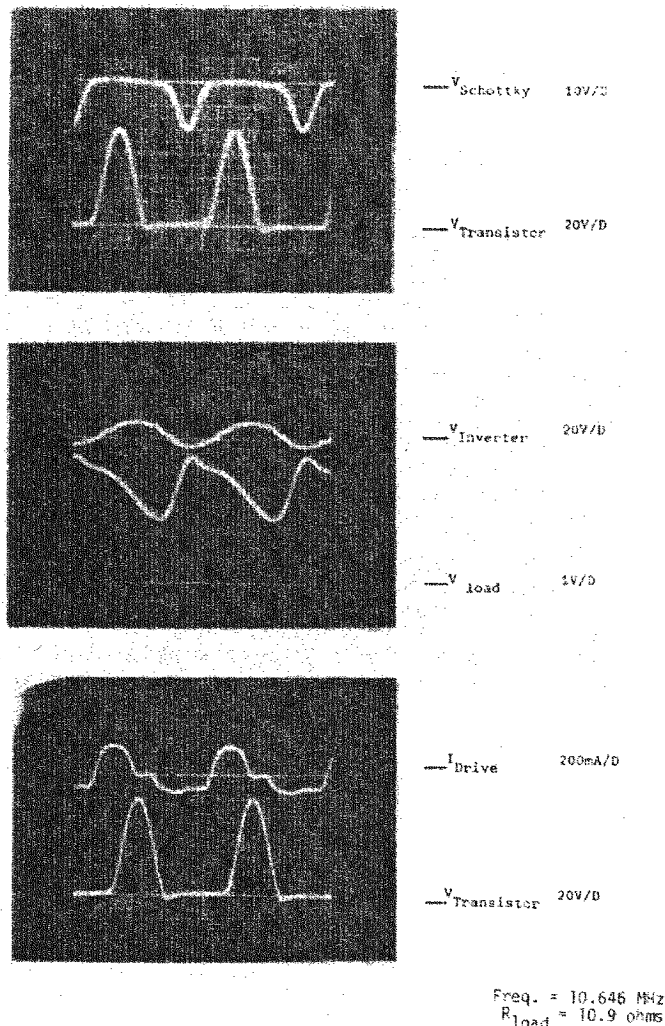 VSchottky 10V/D
VTransistor 20V/D
VInverter 20V/D
Vload 1V/D
IDrive 200mA/D
VTransistor 20V/D
Freq. = 10.646 MHz
Rload = 10.9 ohms